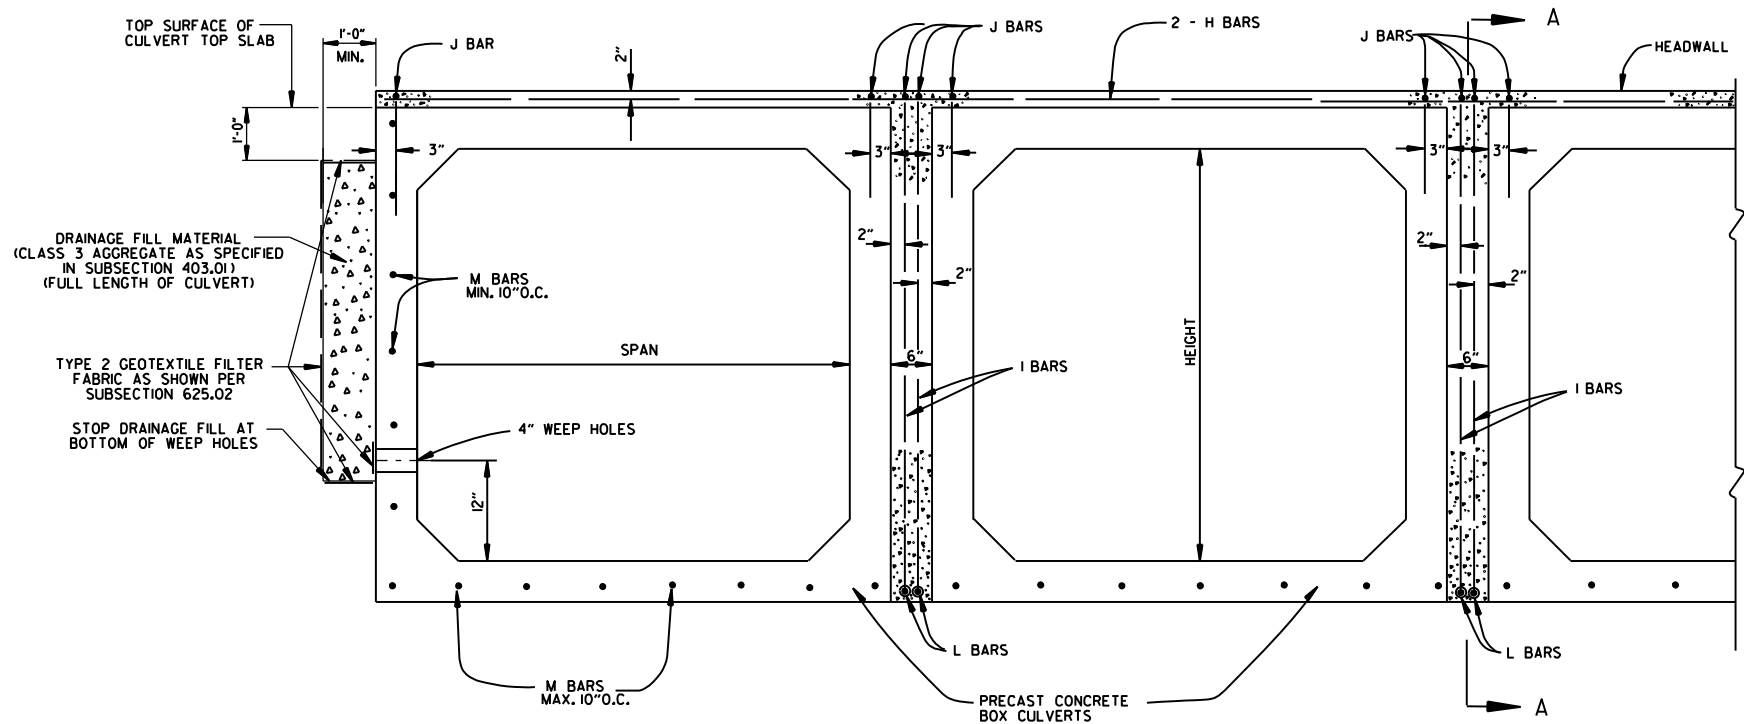 TOP SURFACE OF
CULVERT TOP SLAB
1'-0"
MIN.
J BAR
2"
J BARS
2 - H BARS
J BARS
A
HEADWALL
1'-0"
3"
3"
3"
3"
3"
DRAINAGE FILL MATERIAL
(CLASS 3 AGGREGATE AS SPECIFIED
IN SUBSECTION 403.01)
(FULL LENGTH OF CULVERT)
2"
2"
2"
2"
M BARS
MIN. 10"O.C.
SPAN
HEIGHT
6"
6"
TYPE 2 GEOTEXTILE FILTER
FABRIC AS SHOWN PER
SUBSECTION 625.02
I BARS
I BARS
STOP DRAINAGE FILL AT
BOTTOM OF WEEP HOLES
4" WEEP HOLES
12"
L BARS
L BARS
M BARS
MAX. 10"O.C.
PRECAST CONCRETE
BOX CULVERTS
A